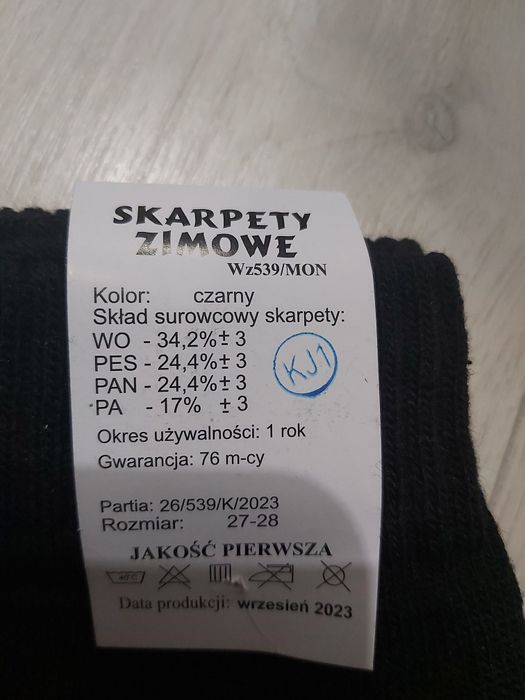 SKARPETY
ZIMOWE
Wz539/MON
Kolor: czarny
Skład surowcowy skarpety:
WO - 34,2% ± 3
PES - 24,4% ± 3
PAN - 24,4% ± 3
PA - 17% ± 3
KJ1
Okres używalności: 1 rok
Gwarancja: 76 m-cy
Partia: 26/539/K/2023
Rozmiar: 27-28
JAKOŚĆ PIERWSZA
40°C
Data produkcji: wrzesień 2023